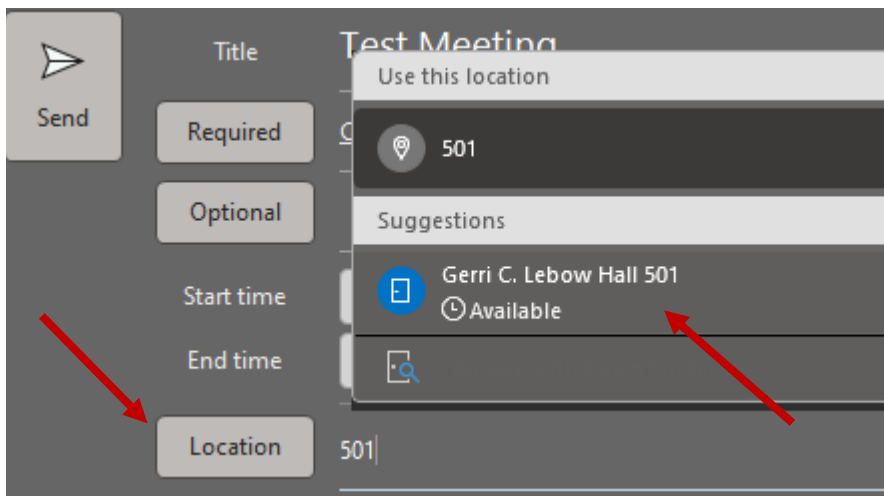 Send
Title
Test Meeting
Required
Optional
Start time
End time
Location
501
Use this location
501
Suggestions
Gerri C. Lebow Hall 501
Available